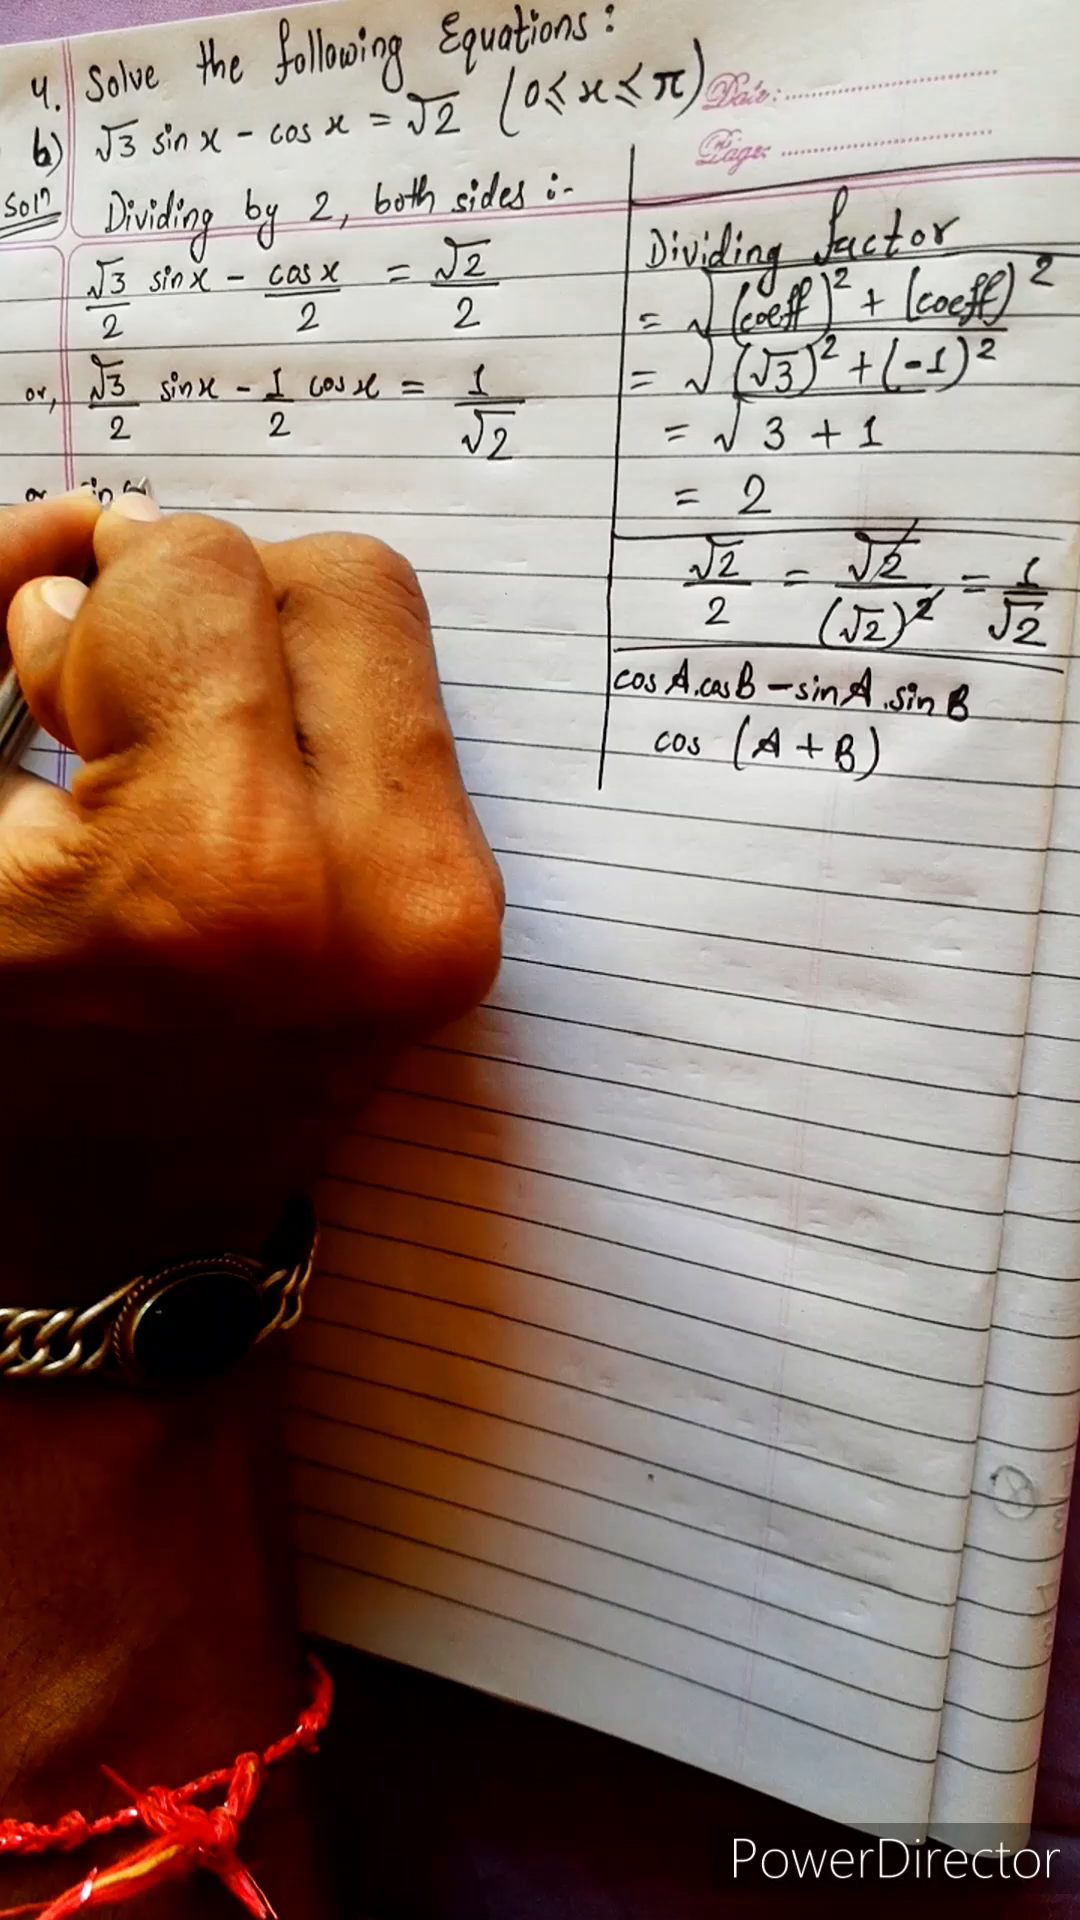 4. Solve the following Equations:
b) √3 sin x - cos x = √2 (0 ≤ x ≤ π)
Date:
Page:
Soln Dividing by 2, both sides :-
√3/2 sin x - cos x/2 = √2/2
or, √3/2 sin x - 1/2 cos x = 1/√2
or sin
Dividing factor
= √(coeff)² + (coeff)²
= √(√3)² + (-1)²
= √3 + 1
= 2
√2/2 = √2/(√2)² = 1/√2
cos A.cos B - sin A.sin B
cos (A + B)
PowerDirector